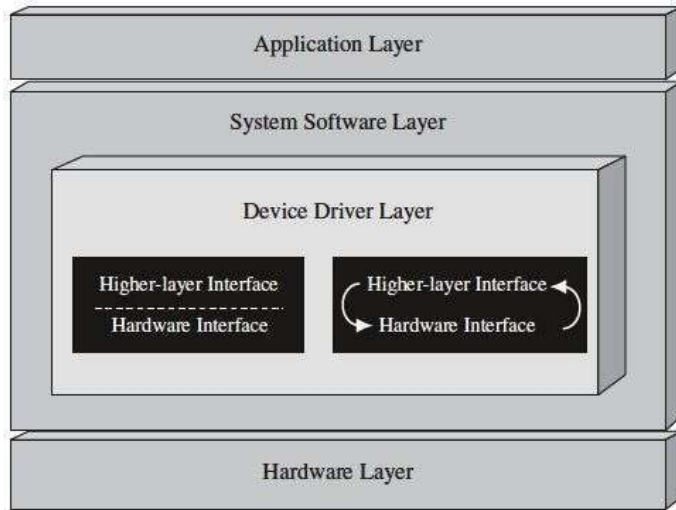 Application Layer
System Software Layer
Device Driver Layer
Higher-layer Interface
Hardware Interface
Higher-layer Interface
Hardware Interface
Hardware Layer